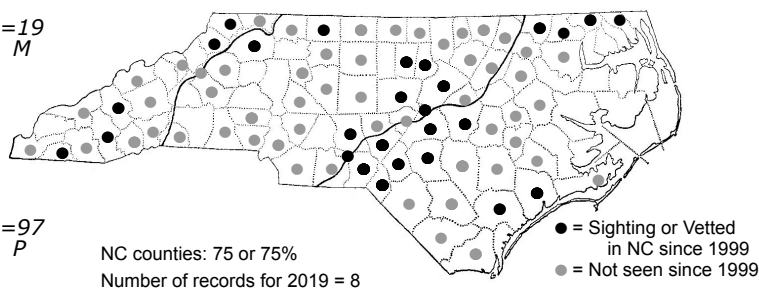 =19
M
=97
P
NC counties: 75 or 75%
Number of records for 2019 = 8
= Sighting or Vetted
in NC since 1999
= Not seen since 1999